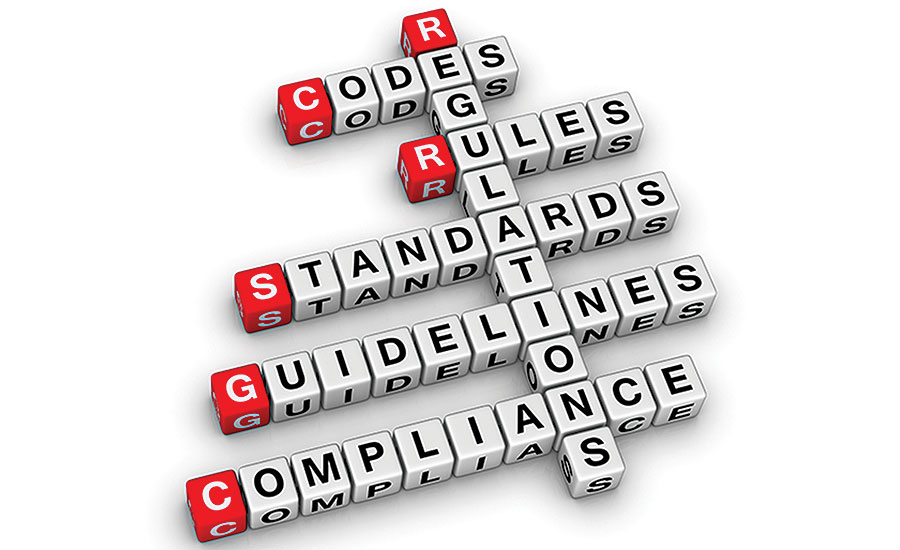 REGULATIONS
CODES
RULES
STANDARDS
GUIDELINES
COMPLIANCE